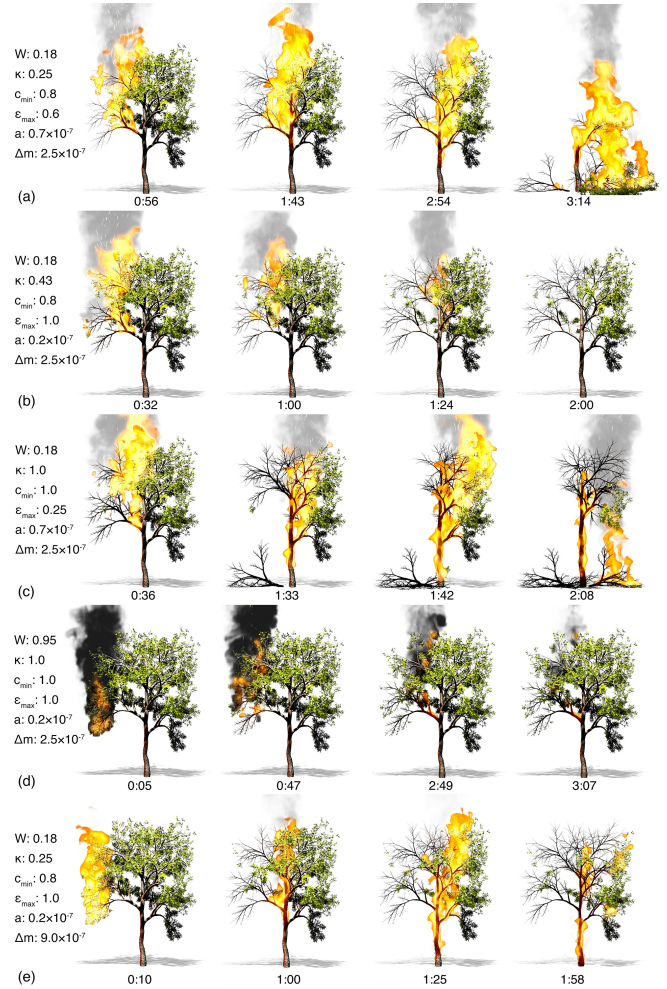 W: 0.18
κ: 0.25
c_min: 0.8
ε_max: 0.6
a: 0.7×10⁻⁷
Δm: 2.5×10⁻⁷
(a)
0:56 1:43 2:54 3:14
W: 0.18
κ: 0.43
c_min: 0.8
ε_max: 1.0
a: 0.2×10⁻⁷
Δm: 2.5×10⁻⁷
(b)
0:32 1:00 1:24 2:00
W: 0.18
κ: 1.0
c_min: 1.0
ε_max: 0.25
a: 0.7×10⁻⁷
Δm: 2.5×10⁻⁷
(c)
0:36 1:33 1:42 2:08
W: 0.95
κ: 1.0
c_min: 1.0
ε_max: 1.0
a: 0.2×10⁻⁷
Δm: 2.5×10⁻⁷
(d)
0:05 0:47 2:49 3:07
W: 0.18
κ: 0.25
c_min: 0.8
ε_max: 1.0
a: 0.2×10⁻⁷
Δm: 9.0×10⁻⁷
(e)
0:10 1:00 1:25 1:58